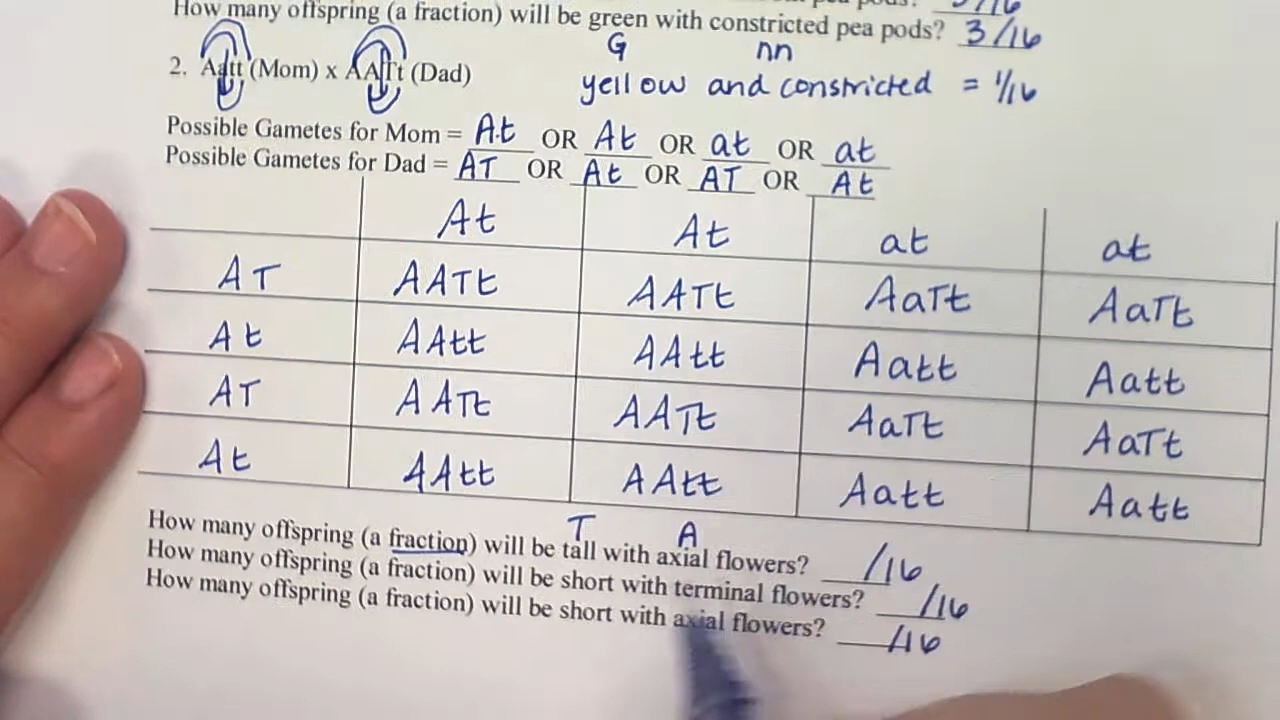 How many offspring (a fraction) will be green with constricted pea pods? 3/16
G nn
2. Aatt (Mom) x AATt (Dad) yellow and constricted = 1/16
Possible Gametes for Mom = At OR At OR at OR at
Possible Gametes for Dad = AT OR At OR AT OR At
At At at at
AT AATt AATt AaTt AaTt
At AAtt AAtt Aatt Aatt
AT AATt AATt AaTt AaTt
At AAtt AAtt Aatt Aatt
T A
How many offspring (a fraction) will be tall with axial flowers? /16
How many offspring (a fraction) will be short with terminal flowers? /16
How many offspring (a fraction) will be short with axial flowers? /16